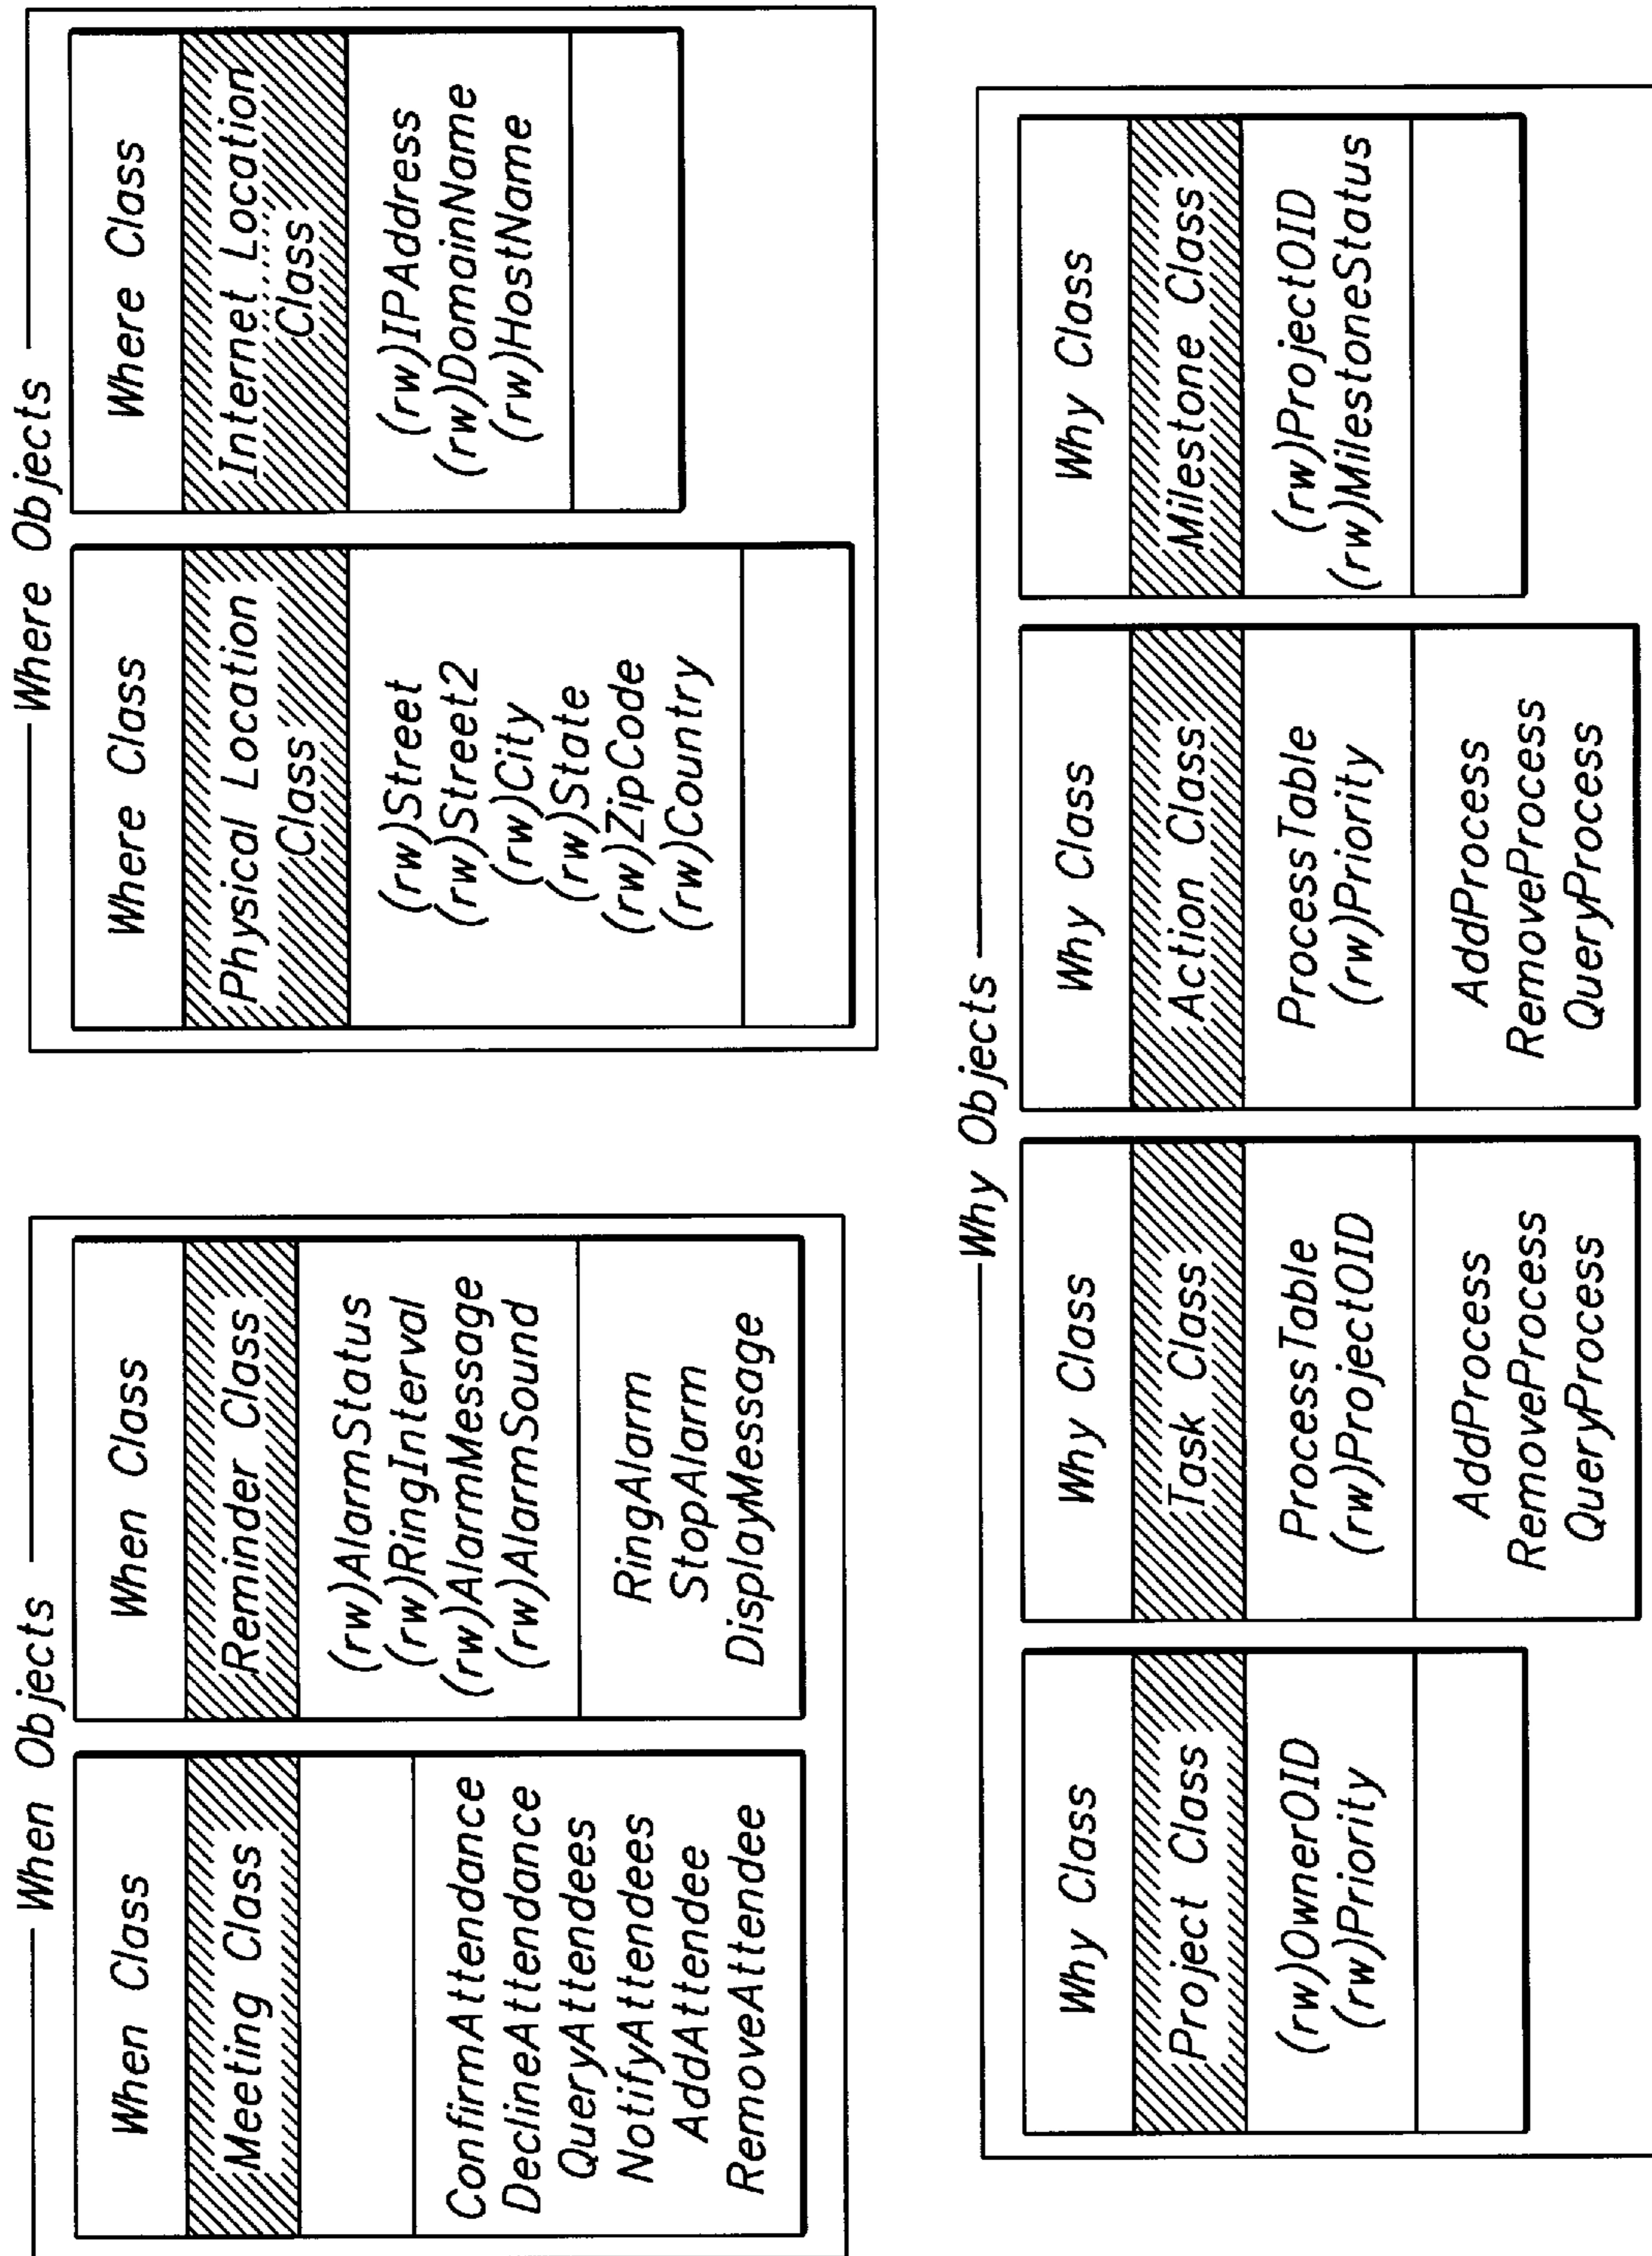 When Objects
When Class
Meeting Class
ConfirmAttendance
DeclineAttendance
QueryAttendees
NotifyAttendees
AddAttendee
RemoveAttendee
When Class
Reminder Class
(rw)AlarmStatus
(rw)RingInterval
(rw)AlarmMessage
(rw)AlarmSound
RingAlarm
StopAlarm
DisplayMessage
Where Objects
Where Class
Physical Location
Class
(rw)Street
(rw)Street2
(rw)City
(rw)State
(rw)ZipCode
(rw)Country
Where Class
Internet Location
Class
(rw)IPAddress
(rw)DomainName
(rw)HostName
Why Objects
Why Class
Project Class
(rw)OwnerOID
(rw)Priority
Why Class
Task Class
ProcessTable
(rw)ProjectOID
AddProcess
RemoveProcess
QueryProcess
Why Class
Action Class
ProcessTable
(rw)Priority
AddProcess
RemoveProcess
QueryProcess
Why Class
Milestone Class
(rw)ProjectOID
(rw)MilestoneStatus